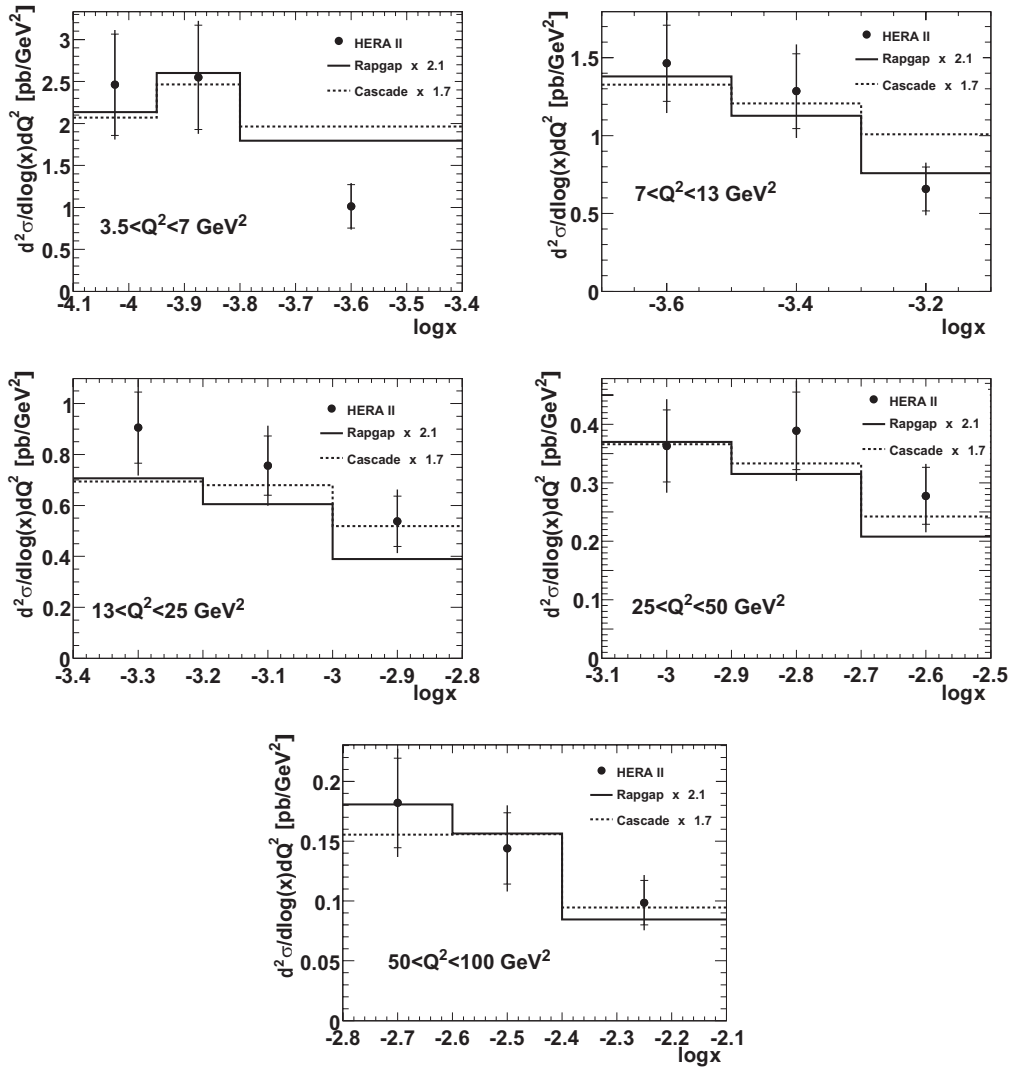 d²σ/dlog(x)dQ² [pb/GeV²]
3
2.5
2
1.5
1
0.5
0
HERA II
Rapgap x 2.1
Cascade x 1.7
3.5<Q²<7 GeV²
-4.1 -4 -3.9 -3.8 -3.7 -3.6 -3.5 -3.4
logx
d²σ/dlog(x)dQ² [pb/GeV²]
1.5
1
0.5
0
HERA II
Rapgap x 2.1
Cascade x 1.7
7<Q²<13 GeV²
-3.6 -3.4 -3.2
logx
d²σ/dlog(x)dQ² [pb/GeV²]
1
0.8
0.6
0.4
0.2
0
HERA II
Rapgap x 2.1
Cascade x 1.7
13<Q²<25 GeV²
-3.4 -3.3 -3.2 -3.1 -3 -2.9 -2.8
logx
d²σ/dlog(x)dQ² [pb/GeV²]
0.4
0.3
0.2
0.1
0
HERA II
Rapgap x 2.1
Cascade x 1.7
25<Q²<50 GeV²
-3.1 -3 -2.9 -2.8 -2.7 -2.6 -2.5
logx
d²σ/dlog(x)dQ² [pb/GeV²]
0.2
0.15
0.1
0.05
0
HERA II
Rapgap x 2.1
Cascade x 1.7
50<Q²<100 GeV²
-2.8 -2.7 -2.6 -2.5 -2.4 -2.3 -2.2 -2.1
logx